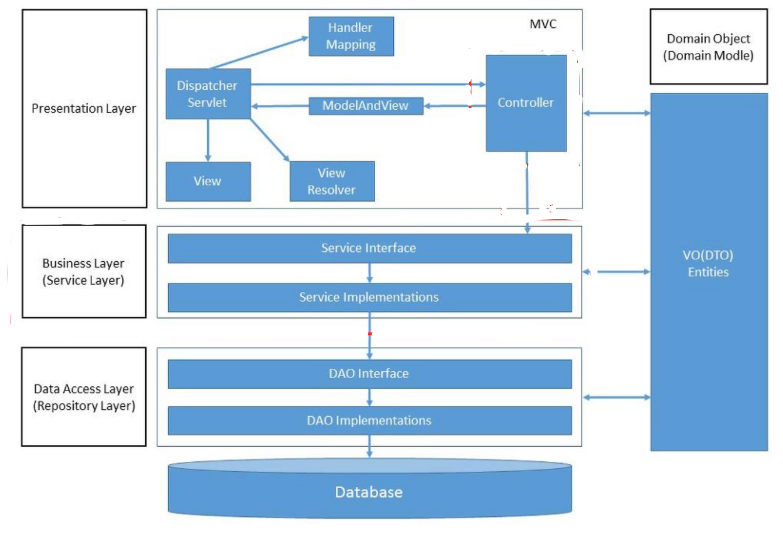 MVC
Handler
Mapping
Domain Object
(Domain Modle)
Presentation Layer
Dispatcher
Servlet
ModelAndView
Controller
View
View
Resolver
Business Layer
(Service Layer)
Service Interface
Service Implementations
VO(DTO)
Entities
Data Access Layer
(Repository Layer)
DAO Interface
DAO Implementations
Database